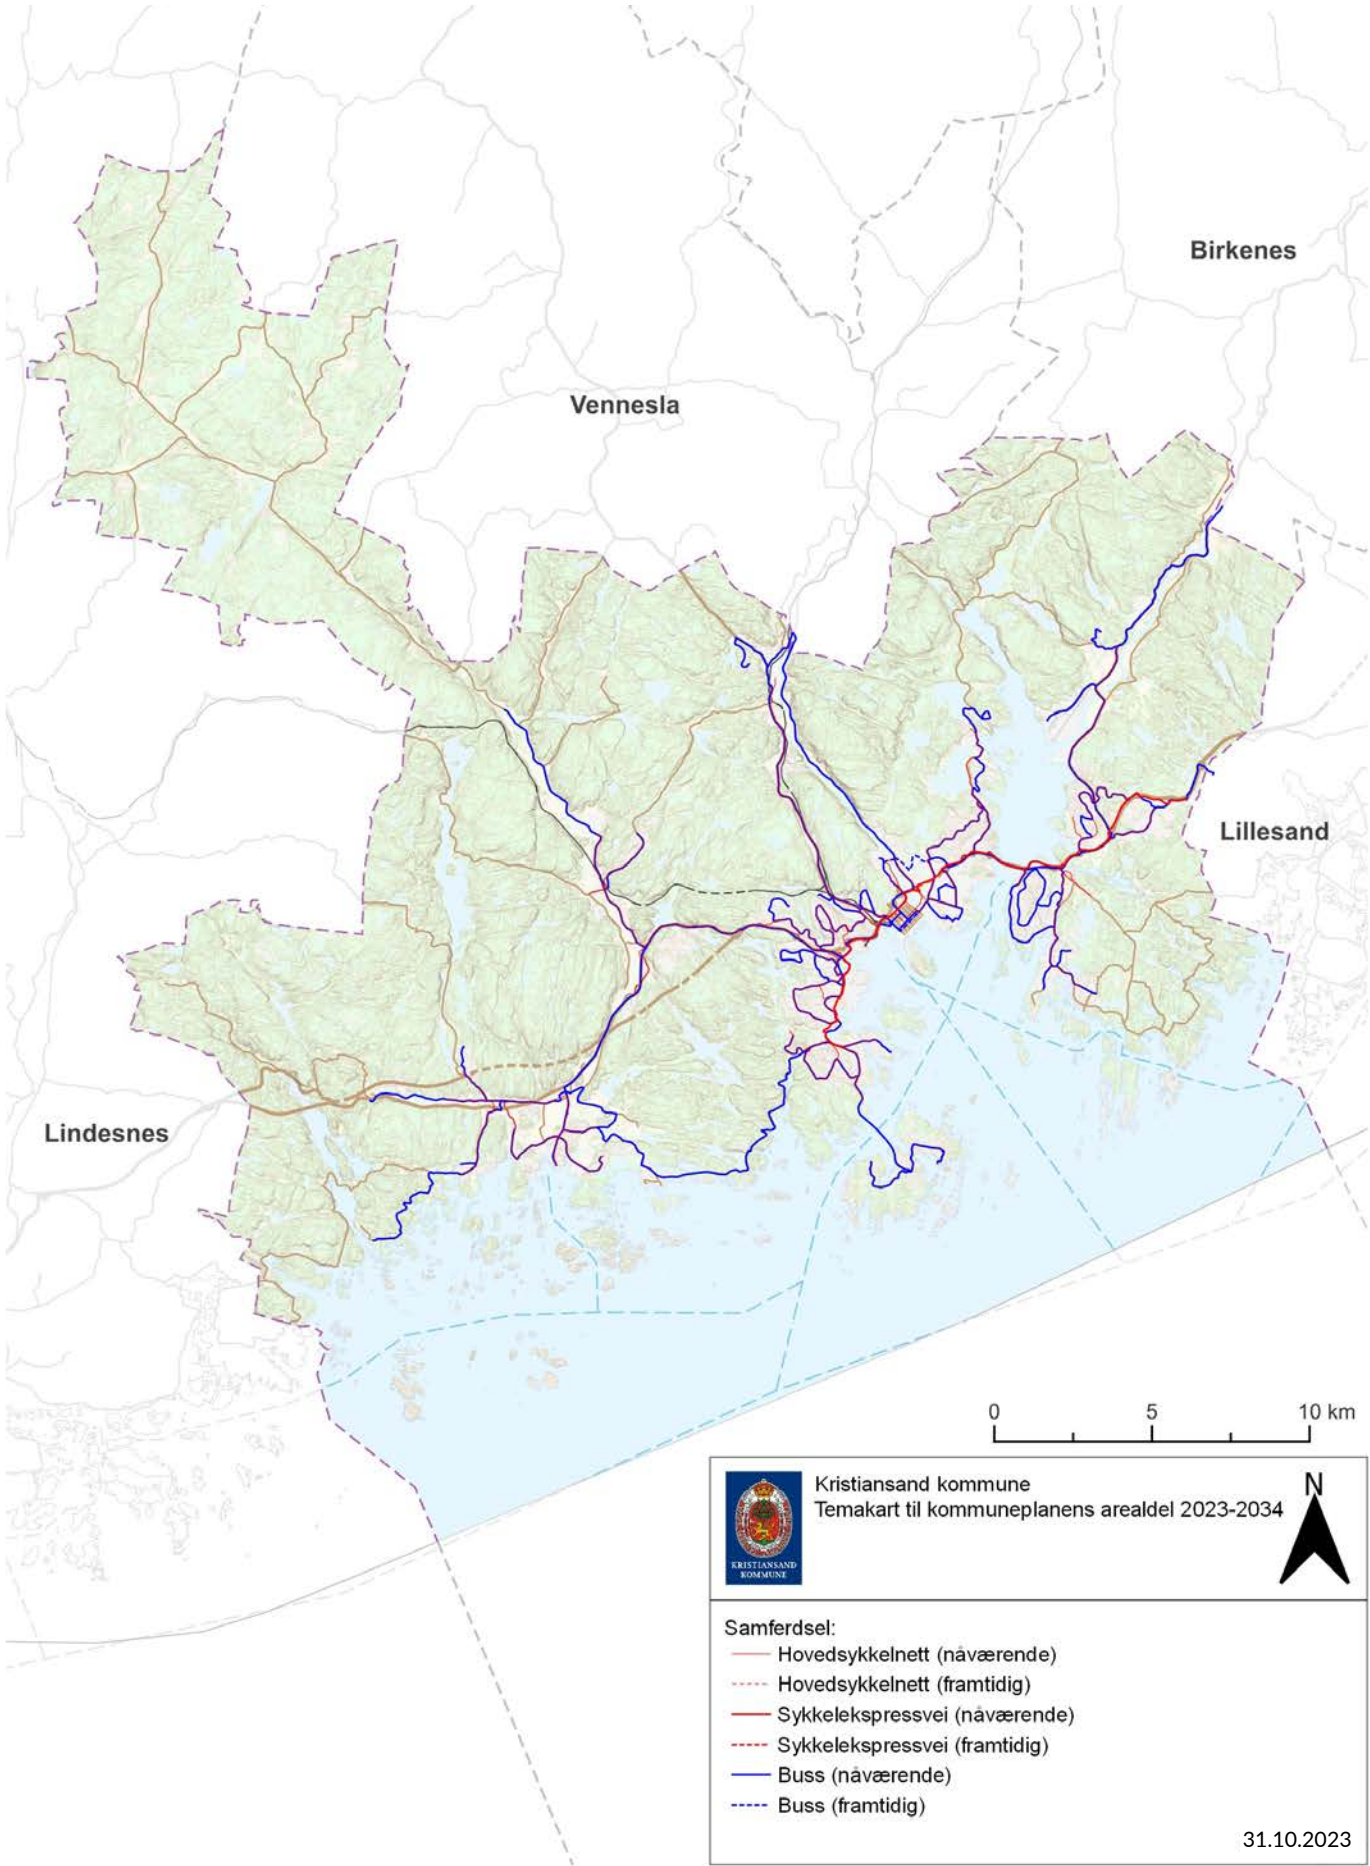 Birkenes
Vennesla
Lillesand
Lindesnes
0 5 10 km
Kristiansand kommune
Temakart til kommuneplanens arealdel 2023-2034
N
KRISTIANSAND
KOMMUNE
Samferdsel:
Hovedsykkelnett (nåværende)
Hovedsykkelnett (framtidig)
Sykkelekspressvei (nåværende)
Sykkelekspressvei (framtidig)
Buss (nåværende)
Buss (framtidig)
31.10.2023